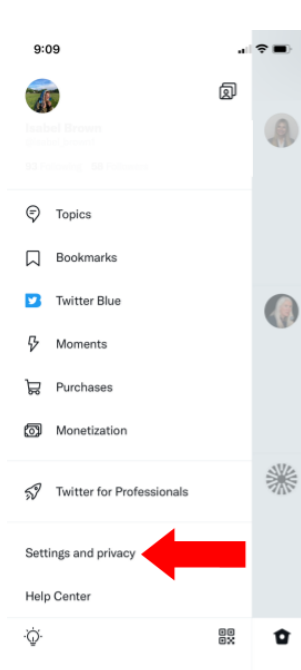 9:09
Topics
Bookmarks
Twitter Blue
Moments
Purchases
Monetization
Twitter for Professionals
Settings and privacy
Help Center